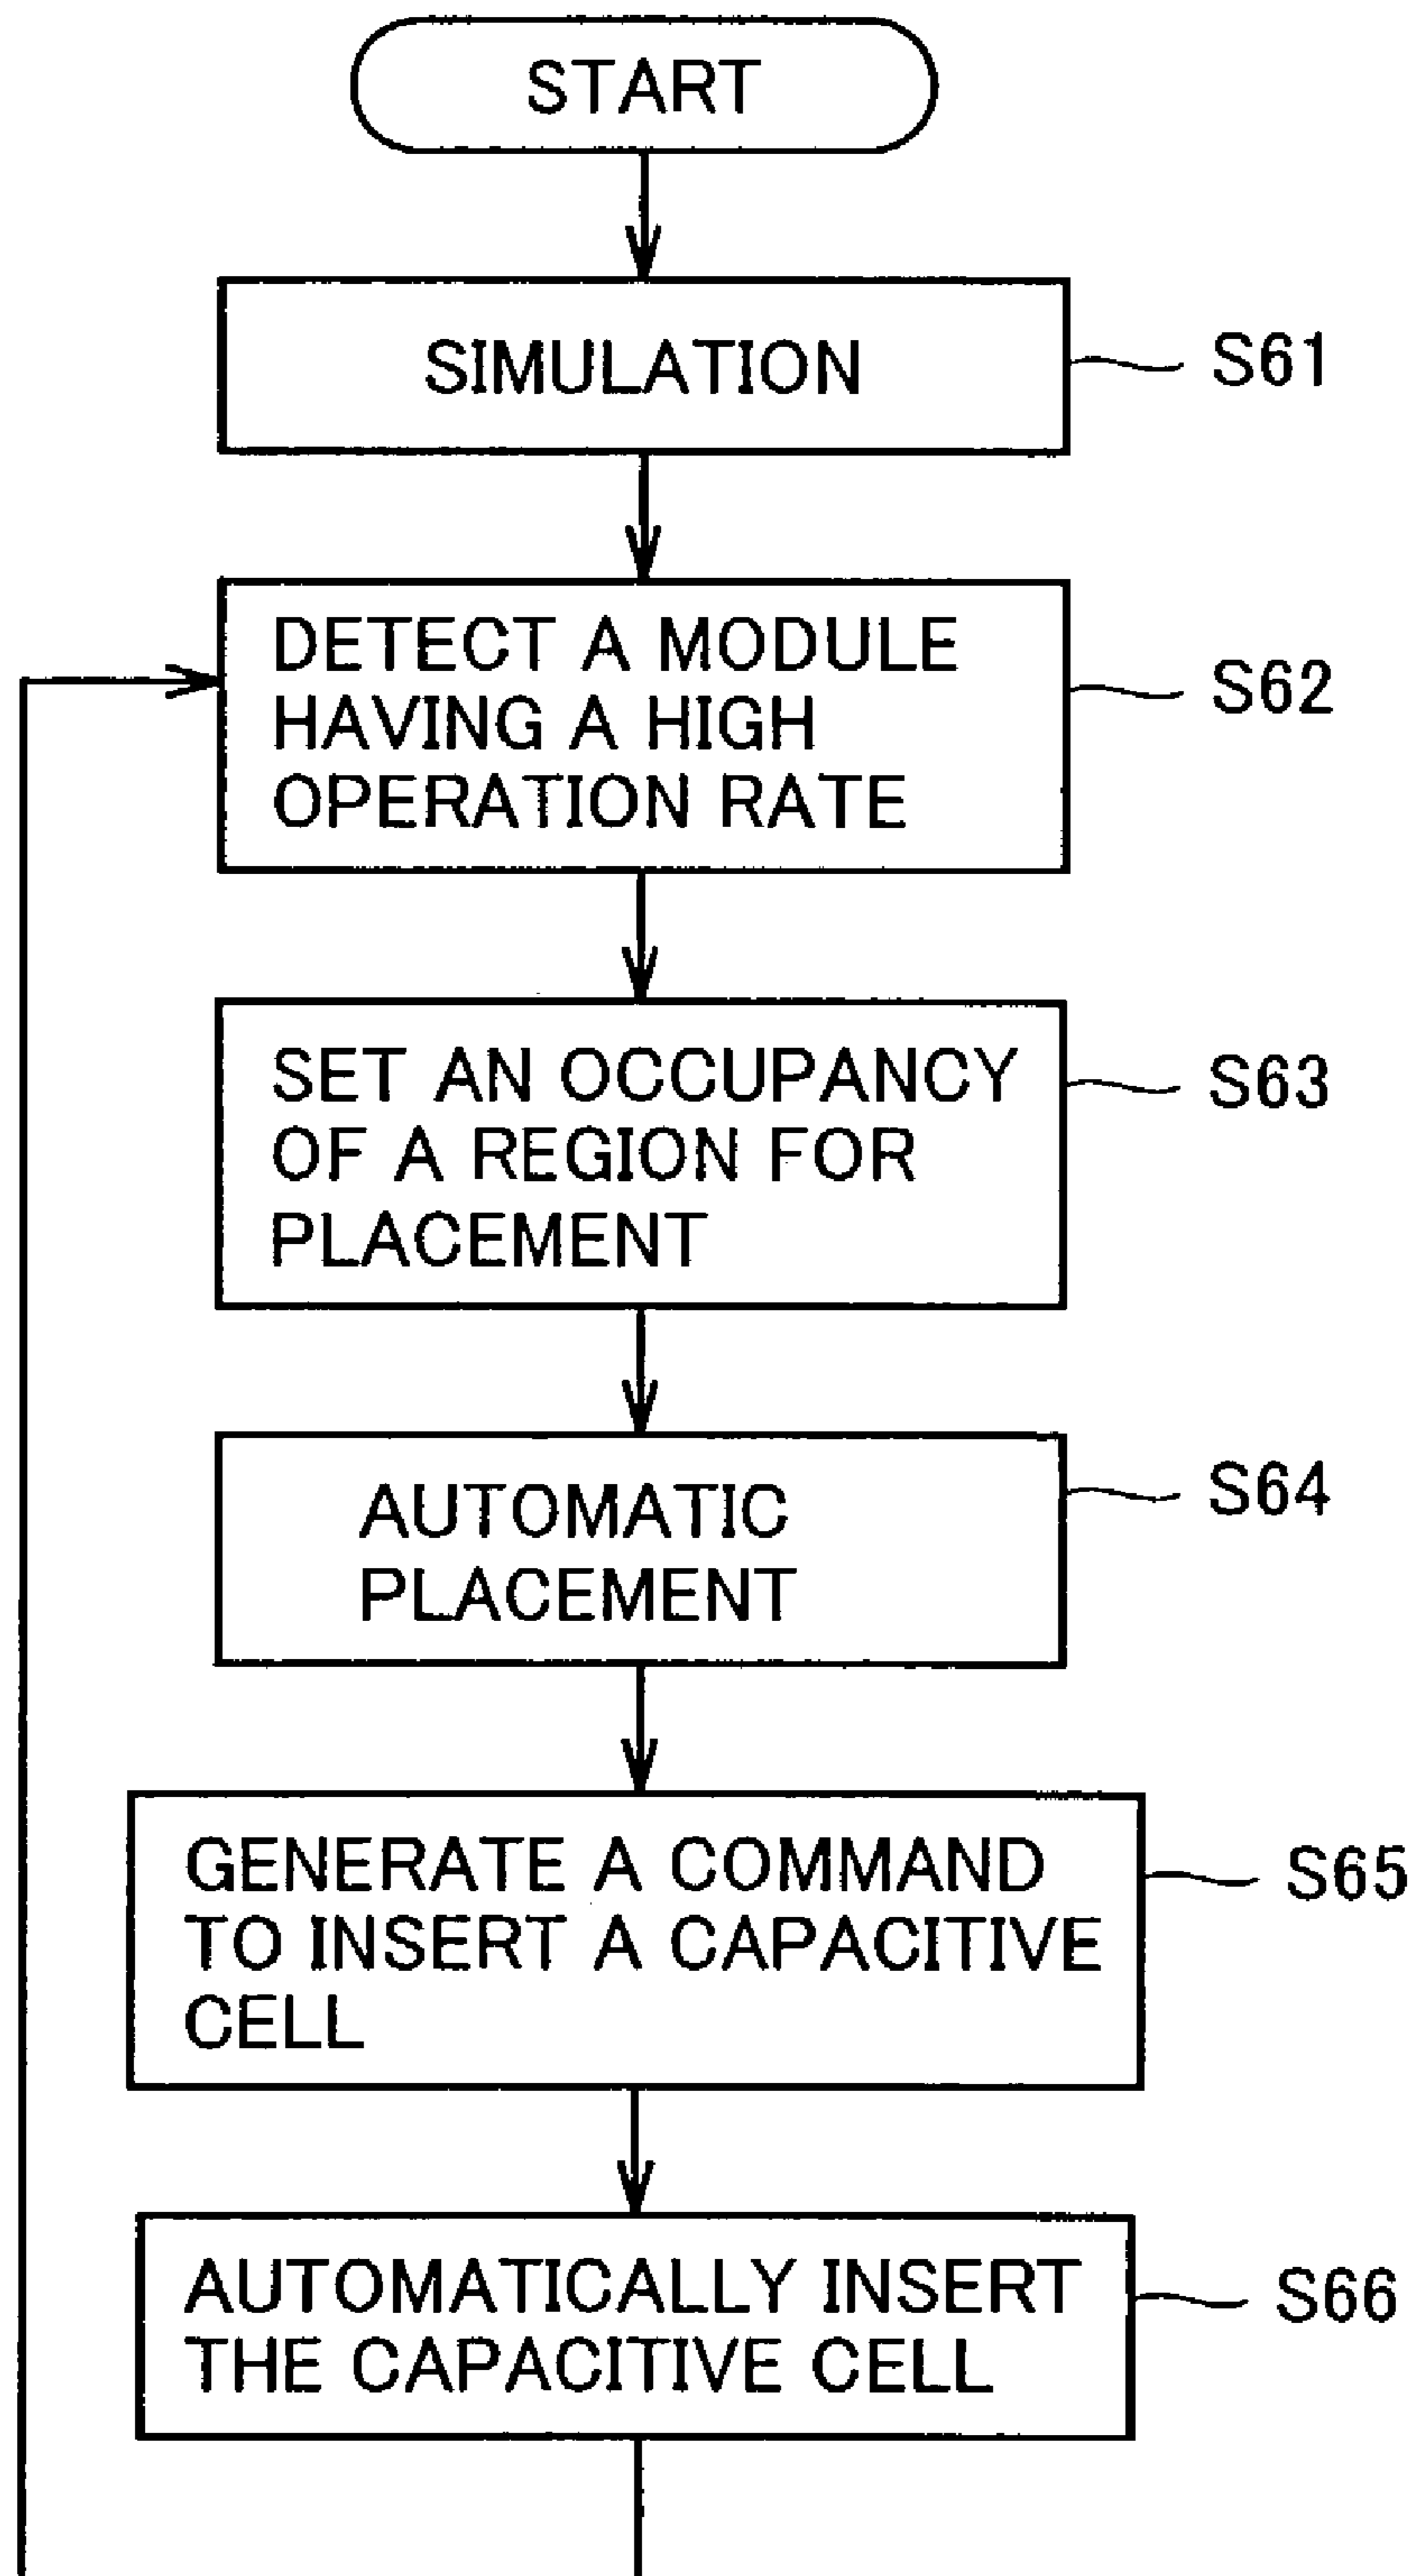 START
SIMULATION
S61
DETECT A MODULE
HAVING A HIGH
OPERATION RATE
S62
SET AN OCCUPANCY
OF A REGION FOR
PLACEMENT
S63
AUTOMATIC
PLACEMENT
S64
GENERATE A COMMAND
TO INSERT A CAPACITIVE
CELL
S65
AUTOMATICALLY INSERT
THE CAPACITIVE CELL
S66